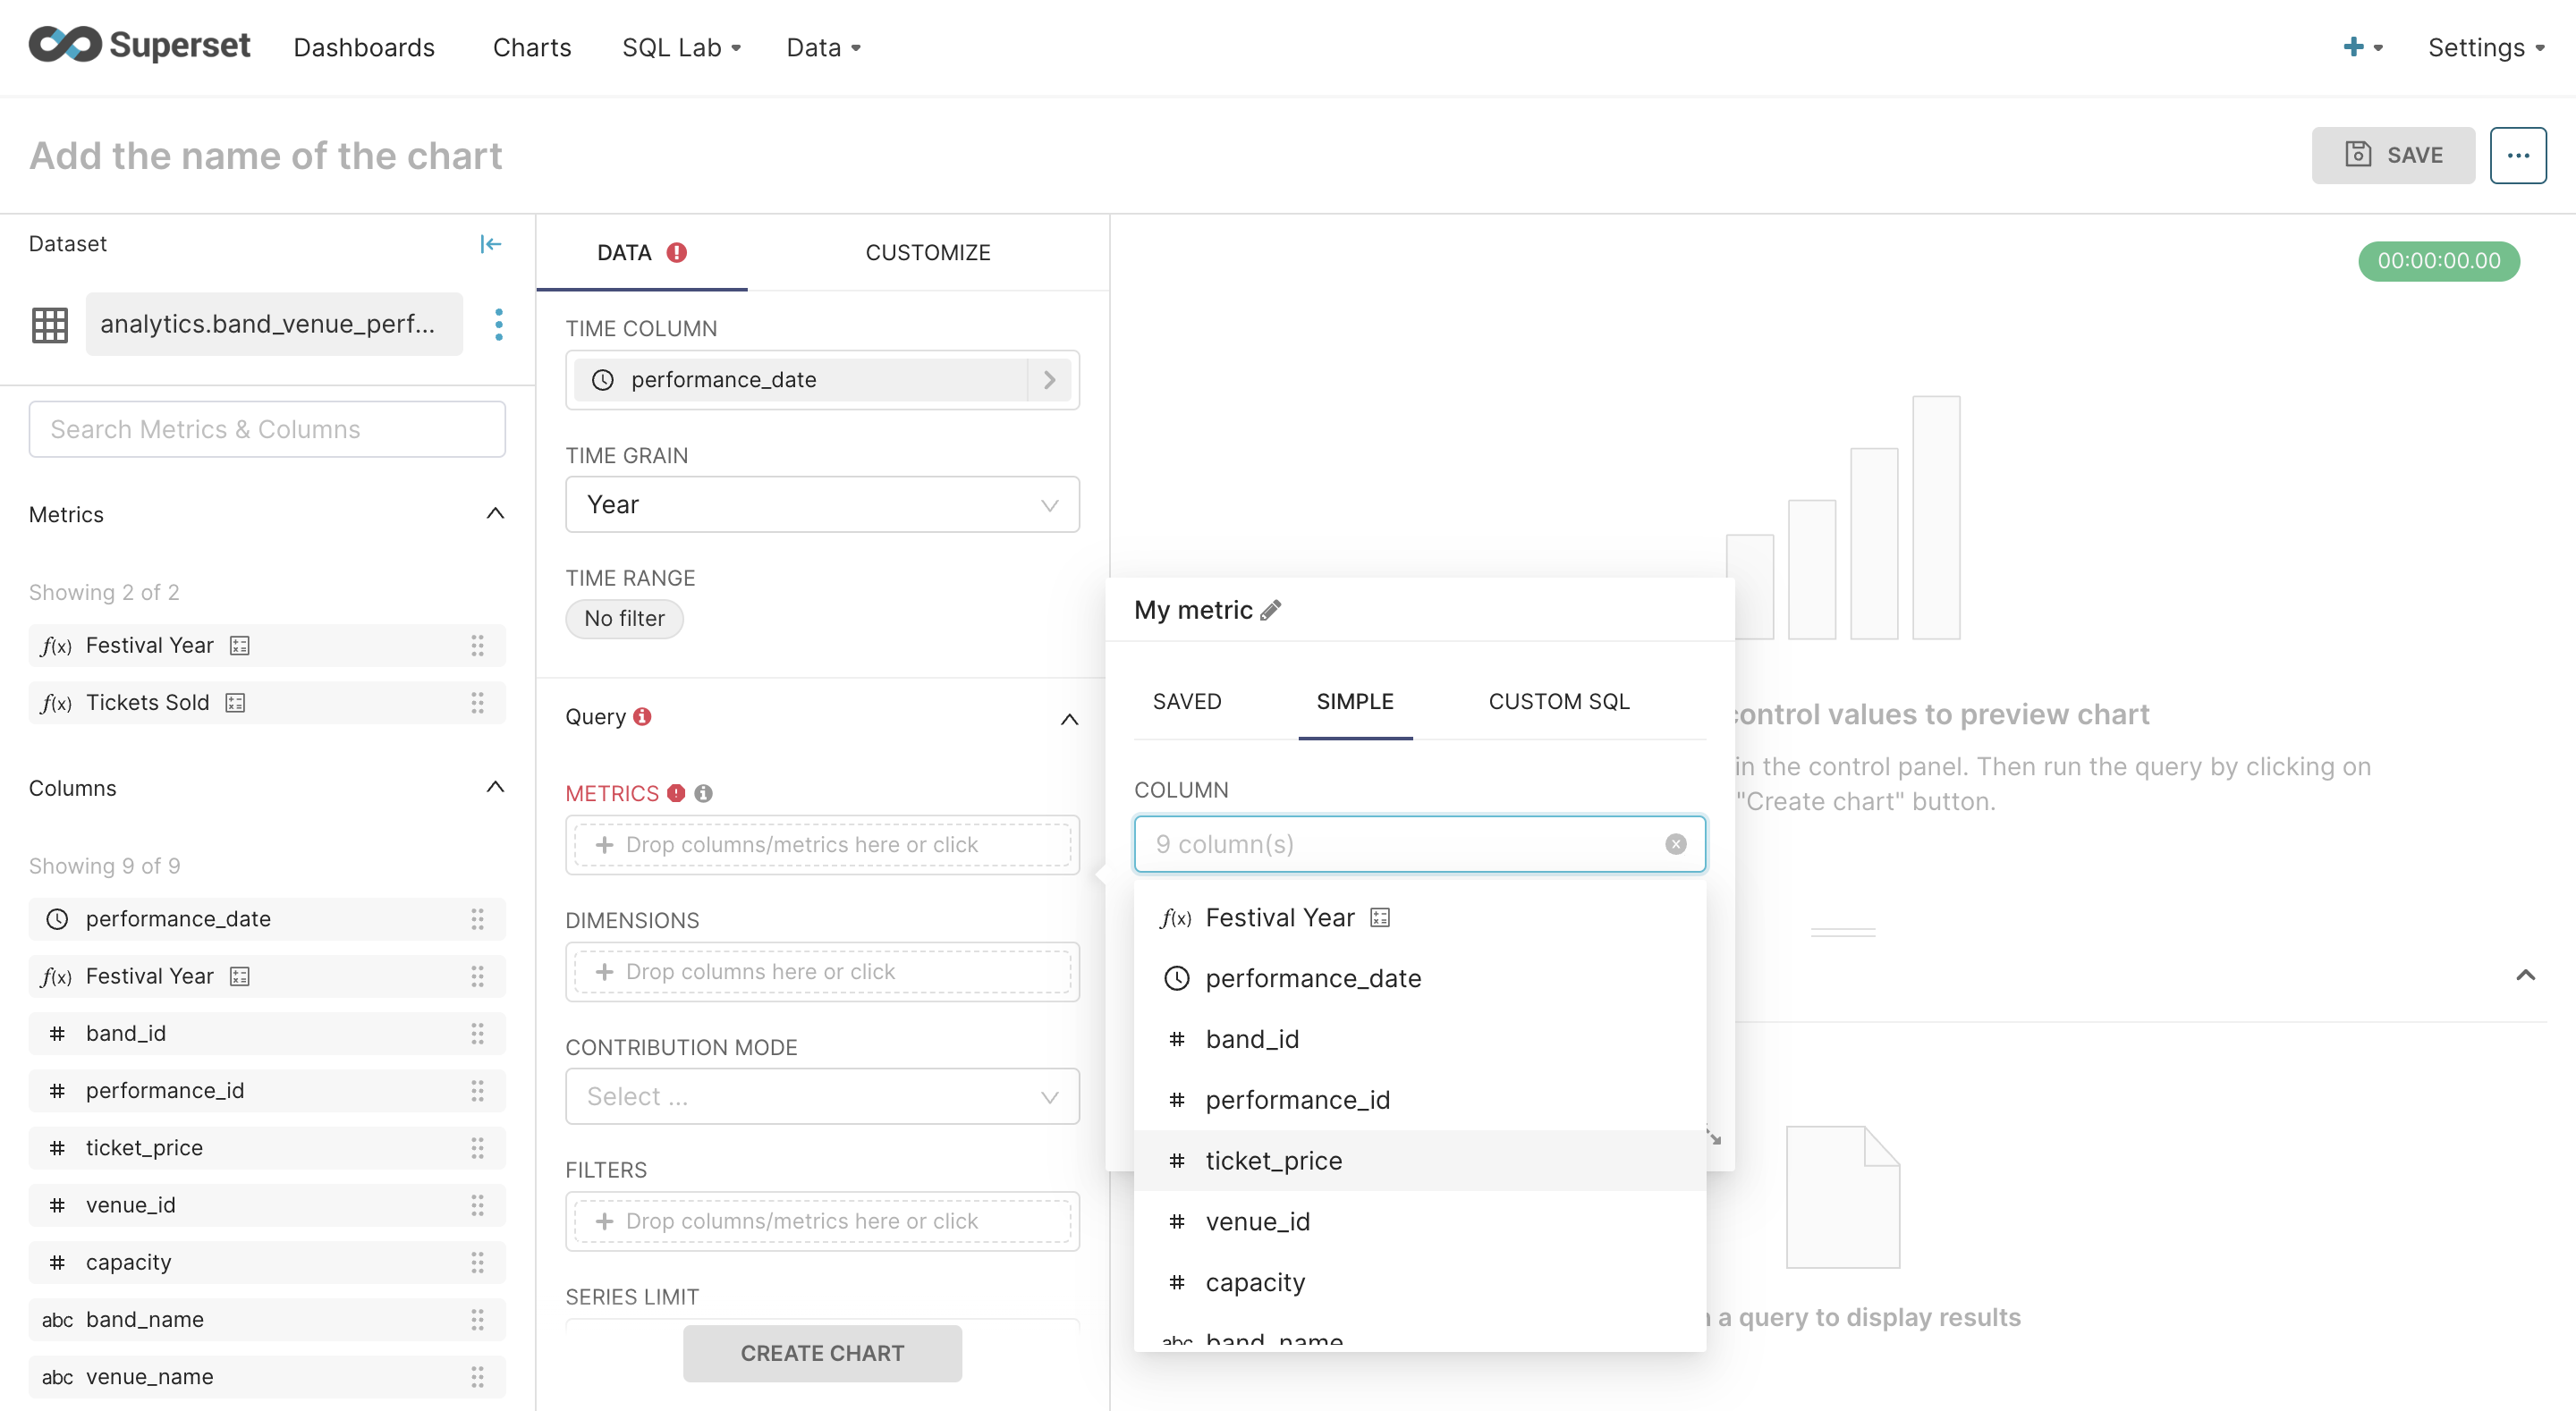 Superset
Dashboards
Charts
SQL Lab
Data
Settings
Add the name of the chart
SAVE
Dataset
analytics.band_venue_perf...
Search Metrics & Columns
Metrics
Showing 2 of 2
f(x) Festival Year
f(x) Tickets Sold
Columns
Showing 9 of 9
performance_date
f(x) Festival Year
# band_id
# performance_id
# ticket_price
# venue_id
# capacity
abc band_name
abc venue_name
DATA
CUSTOMIZE
TIME COLUMN
performance_date
TIME GRAIN
Year
TIME RANGE
No filter
Query
METRICS
+ Drop columns/metrics here or click
DIMENSIONS
+ Drop columns here or click
CONTRIBUTION MODE
Select ...
FILTERS
+ Drop columns/metrics here or click
SERIES LIMIT
CREATE CHART
My metric
SAVED
SIMPLE
CUSTOM SQL
COLUMN
9 column(s)
f(x) Festival Year
performance_date
# band_id
# performance_id
# ticket_price
# venue_id
# capacity
abc band_name
00:00:00.00
control values to preview chart
in the control panel. Then run the query by clicking on
"Create chart" button.
a query to display results